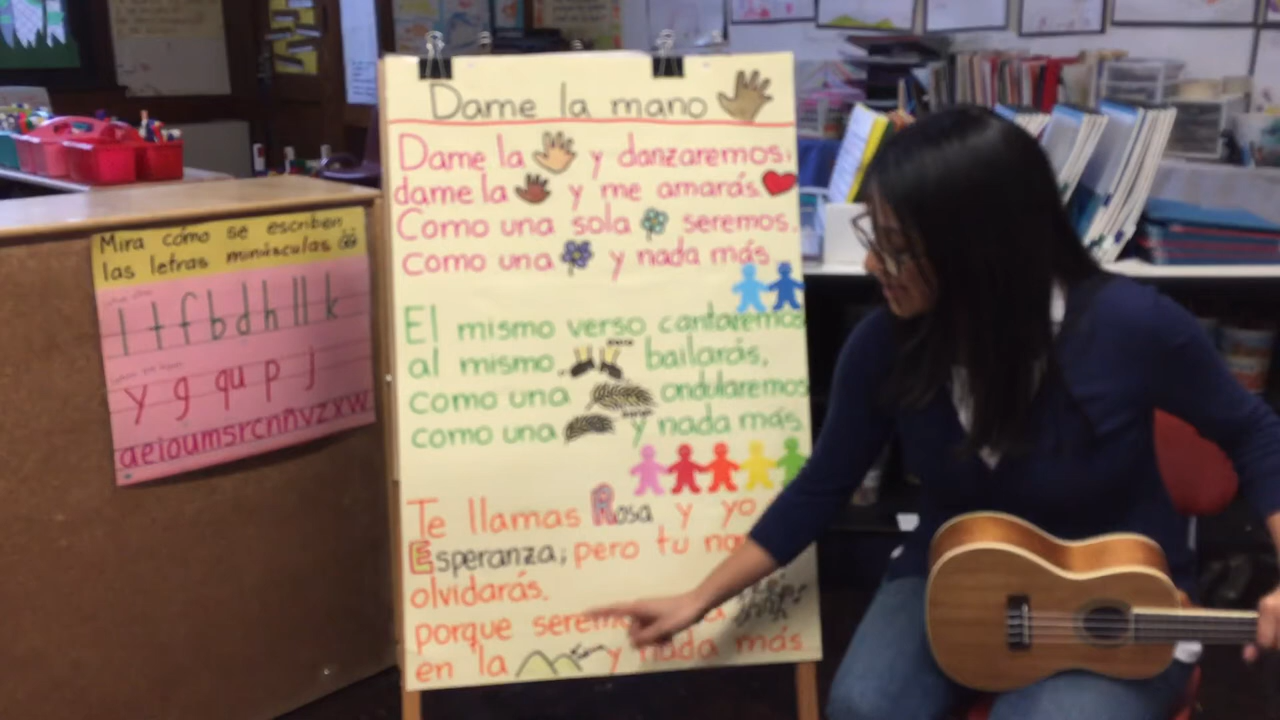 Dame la mano
Dame la y danzaremos,
dame la y me amarás.
Como una sola seremos.
como una y nada más
El mismo verso cantaremos
al mismo bailarás,
como una ondularemos
como una y nada más.
Te llamas Rosa y yo
Esperanza; pero tu
olvidarás.
porque
en la y nada más
Mira cómo se escriben
las letras minúsculas
l t f b d h ll k
y g qu p j
aeioumsrcnñvzxw